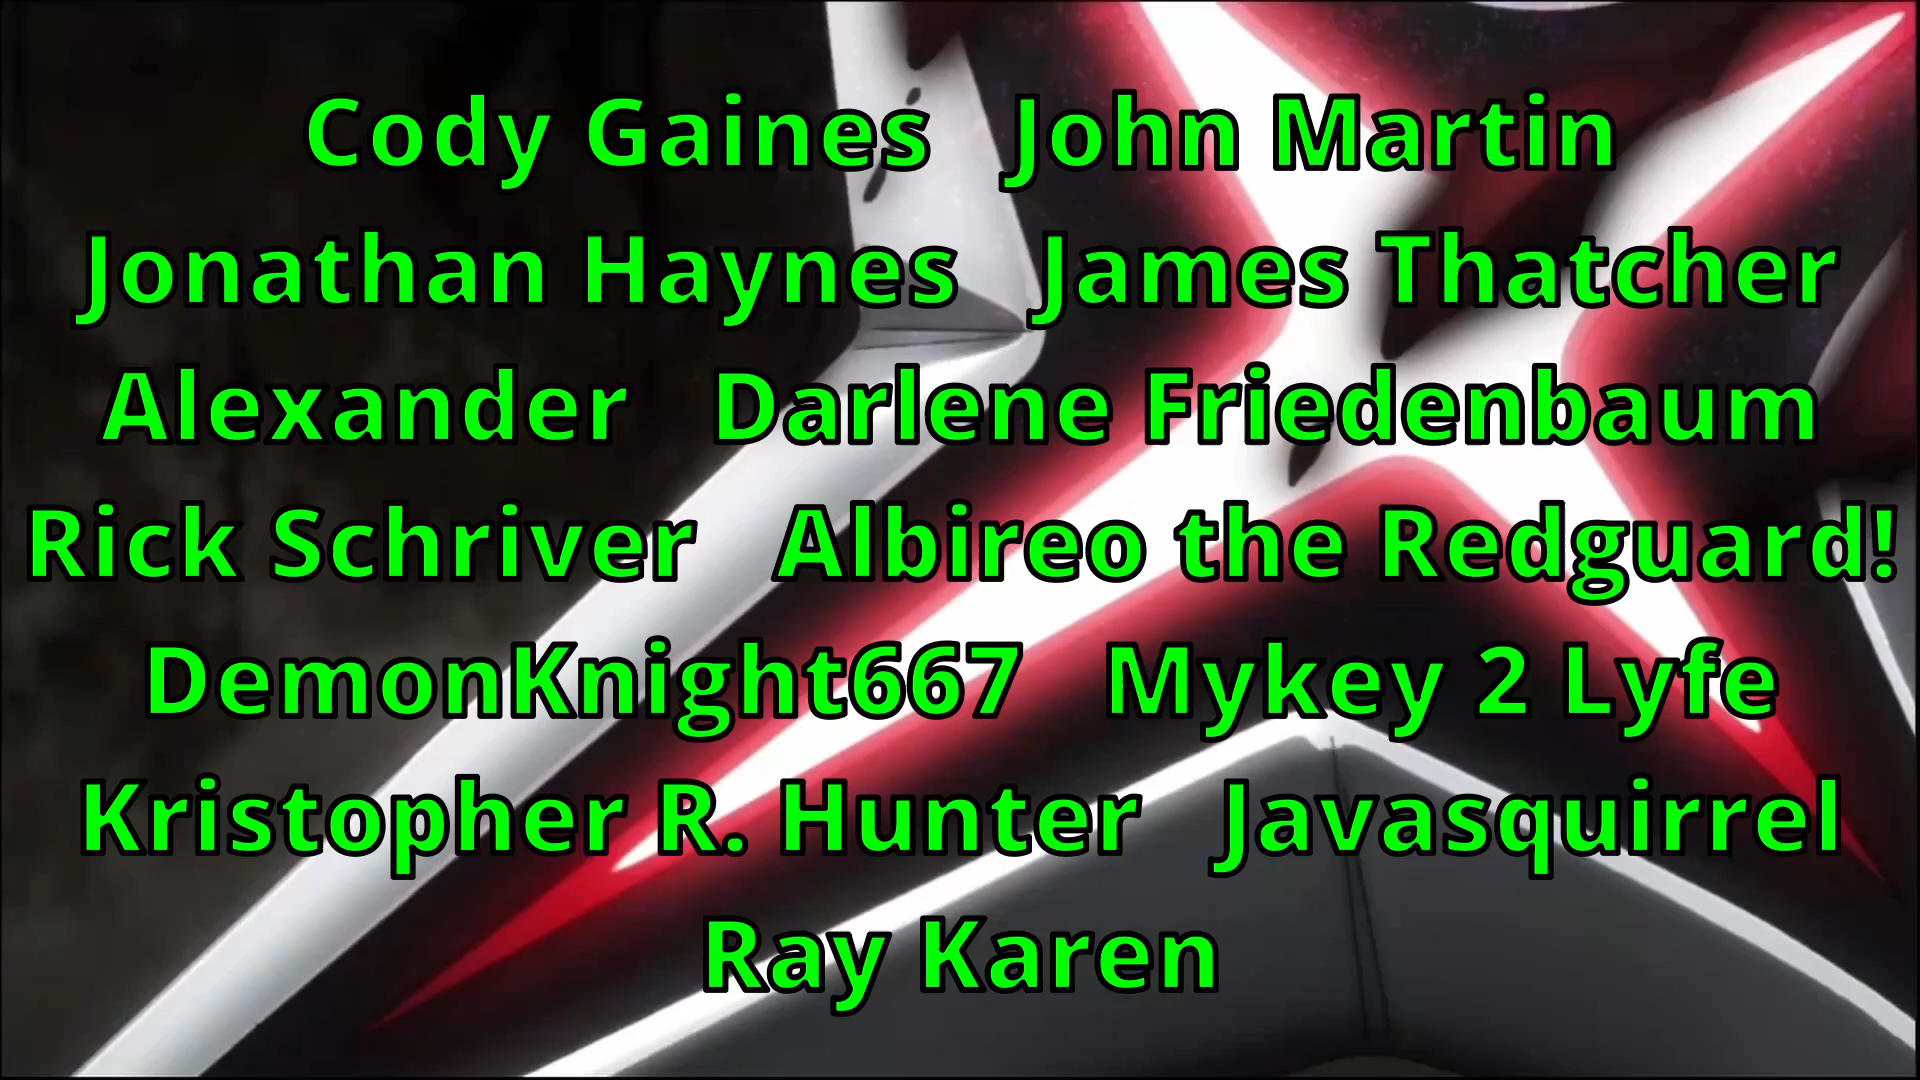 Cody Gaines   John Martin
Jonathan Haynes   James Thatcher
Alexander   Darlene Friedenbaum
Rick Schriver   Albireo the Redguard!
DemonKnight667   Mykey 2 Lyfe
Kristopher R. Hunter   Javasquirrel
Ray Karen